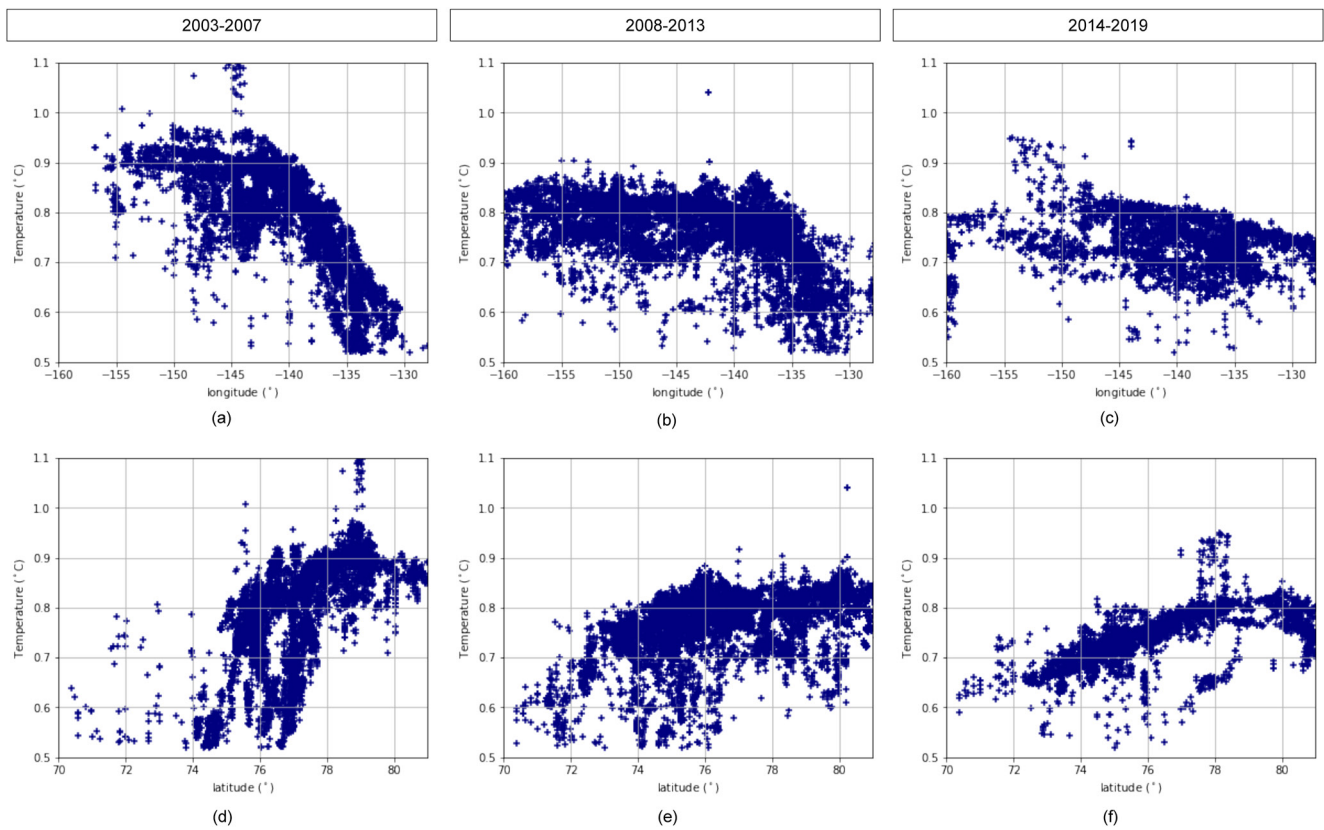 2003-2007 2008-2013 2014-2019
1.1 1.1 1.1
1.0 1.0 1.0
0.9 0.9 0.9
0.8 0.8 0.8
0.7 0.7 0.7
0.6 0.6 0.6
0.5 0.5 0.5
Temperature (°C) Temperature (°C) Temperature (°C)
−160 −155 −150 −145 −140 −135 −130 −160 −155 −150 −145 −140 −135 −130 −160 −155 −150 −145 −140 −135 −130
longitude (°) longitude (°) longitude (°)
(a) (b) (c)
1.1 1.1 1.1
1.0 1.0 1.0
0.9 0.9 0.9
0.8 0.8 0.8
0.7 0.7 0.7
0.6 0.6 0.6
0.5 0.5 0.5
Temperature (°C) Temperature (°C) Temperature (°C)
70 72 74 76 78 80 70 72 74 76 78 80 70 72 74 76 78 80
latitude (°) latitude (°) latitude (°)
(d) (e) (f)